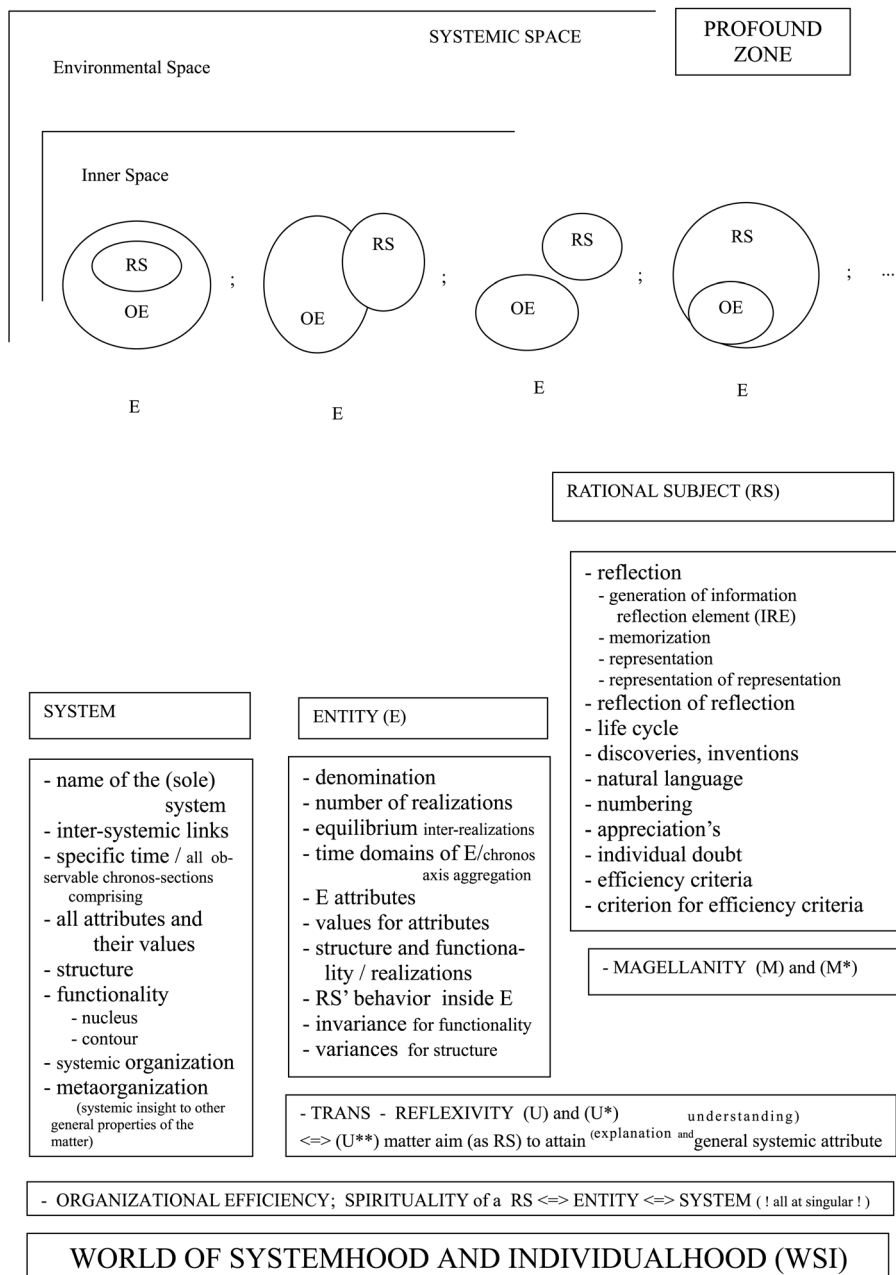 SYSTEMIC SPACE
PROFOUND
ZONE
Environmental Space
Inner Space
RS
OE
;
RS
OE
;
RS
OE
;
RS
OE
;
...
E
E
E
E
RATIONAL SUBJECT (RS)
- reflection
- generation of information
reflection element (IRE)
- memorization
- representation
- representation of representation
- reflection of reflection
- life cycle
- discoveries, inventions
- natural language
- numbering
- appreciation's
- individual doubt
- efficiency criteria
- criterion for efficiency criteria
- MAGELLANITY (M) and (M*)
SYSTEM
- name of the (sole)
system
- inter-systemic links
- specific time / all ob-
servable chronos-sections
comprising
- all attributes and
their values
- structure
- functionality
- nucleus
- contour
- systemic organization
- metaorganization
(systemic insight to other
general properties of the
matter)
ENTITY (E)
- denomination
- number of realizations
- equilibrium inter-realizations
- time domains of E/chronos
axis aggregation
- E attributes
- values for attributes
- structure and functiona-
lity / realizations
- RS' behavior inside E
- invariance for functionality
- variances for structure
- TRANS - REFLEXIVITY (U) and (U*) understanding)
<=> (U**) matter aim (as RS) to attain (explanation and general systemic attribute
- ORGANIZATIONAL EFFICIENCY; SPIRITUALITY of a RS <=> ENTITY <=> SYSTEM ( ! all at singular ! )
WORLD OF SYSTEMHOOD AND INDIVIDUALHOOD (WSI)